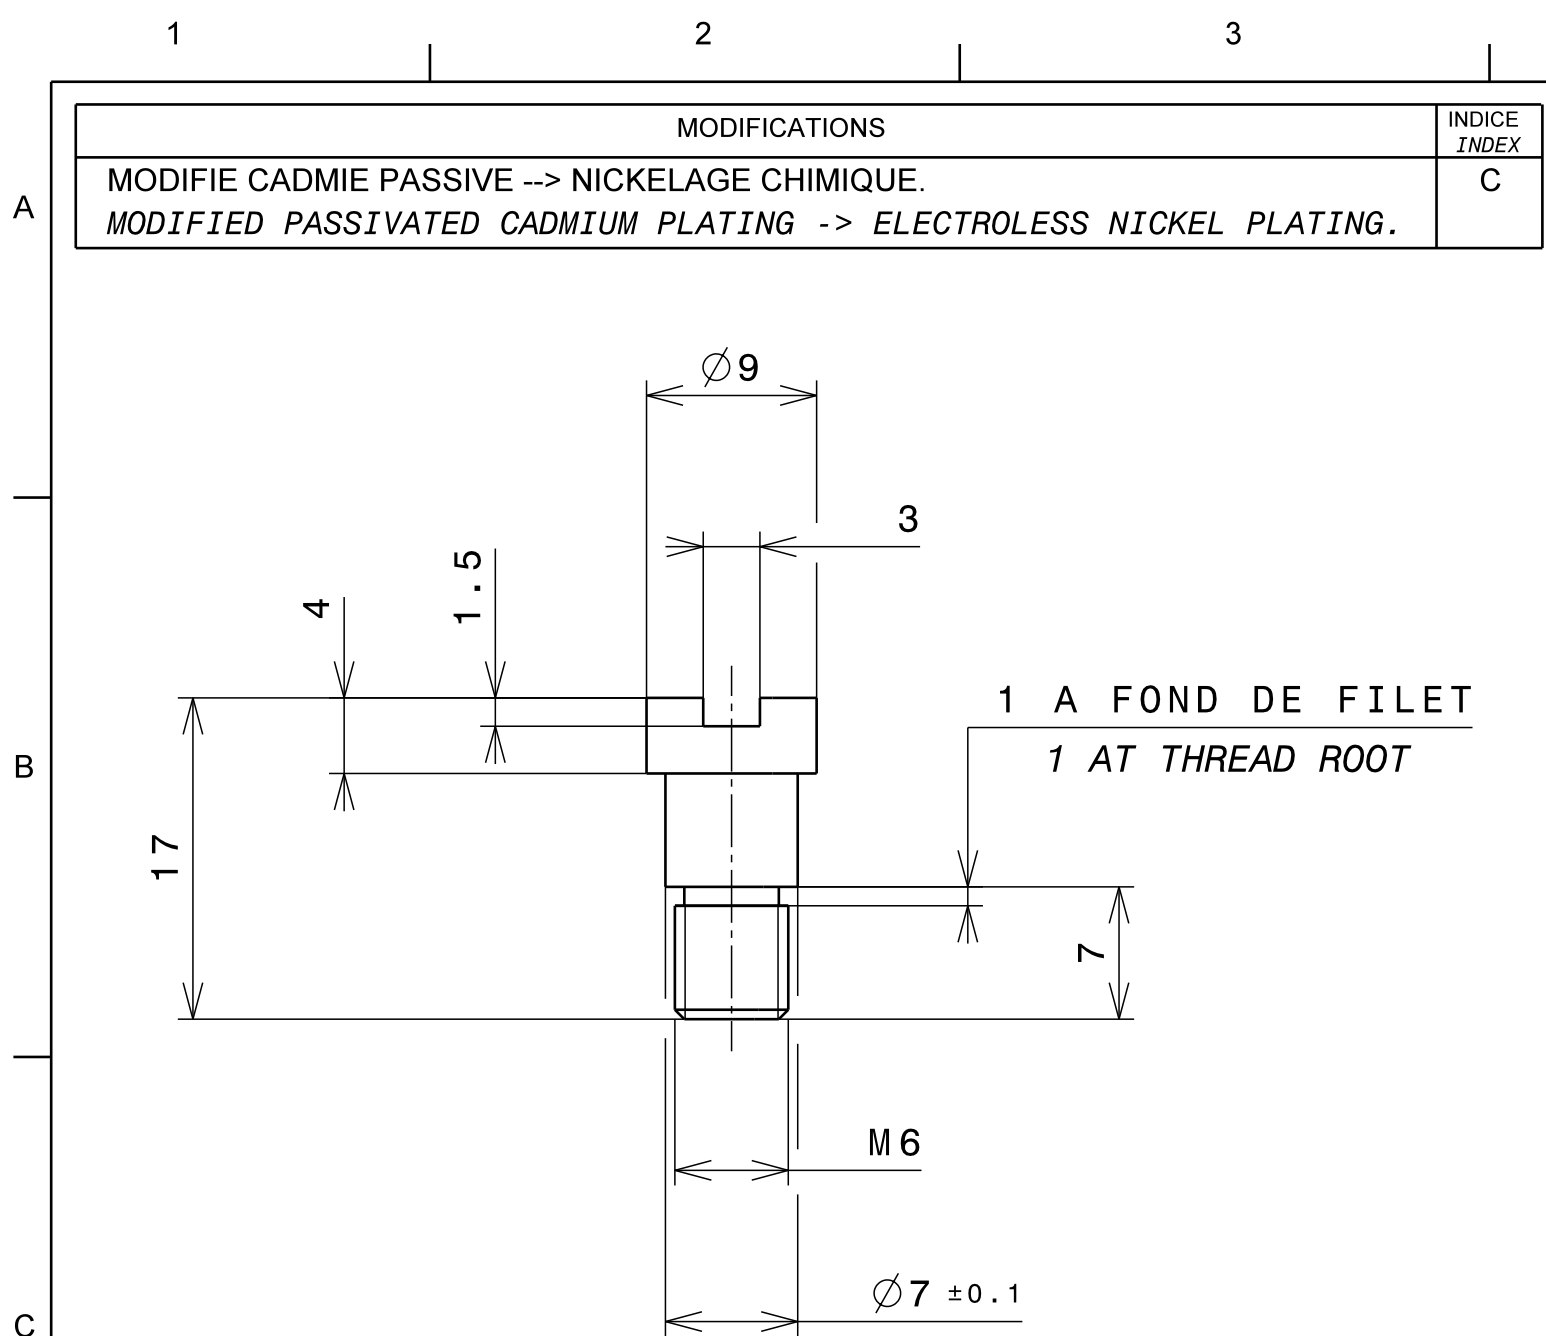 1 2 3
MODIFICATIONS
INDICE
INDEX
MODIFIE CADMIE PASSIVE --> NICKELAGE CHIMIQUE.
C
A
MODIFIED PASSIVATED CADMIUM PLATING -> ELECTROLESS NICKEL PLATING.
∅9
3
1.5
4
1 A FOND DE FILET
1 AT THREAD ROOT
B
17
7
M6
∅7 ±0.1
C